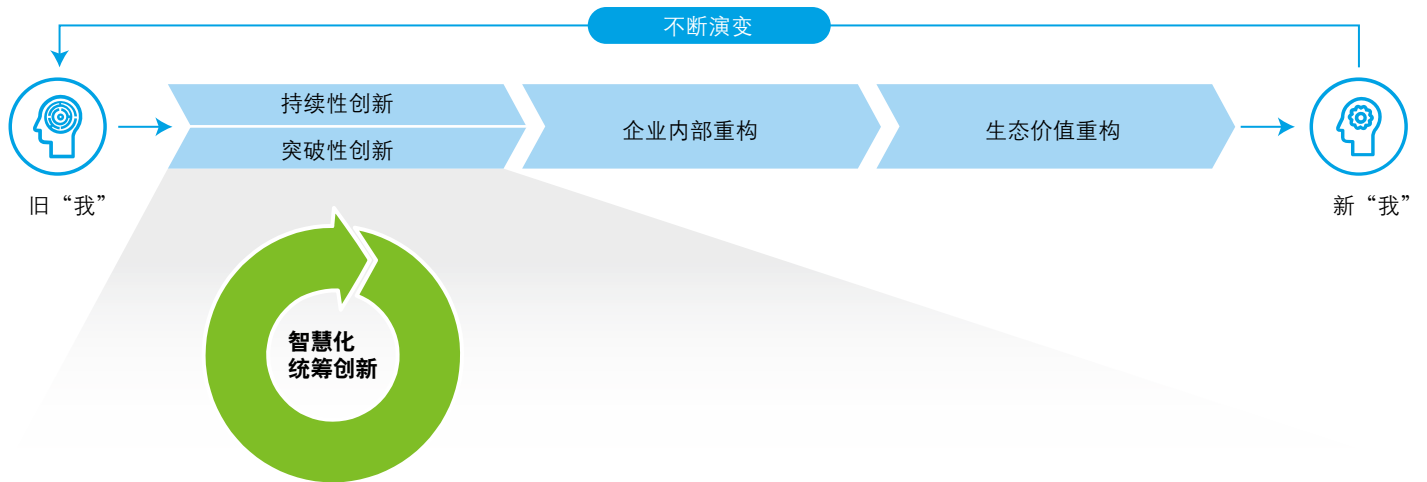 不断演变
持续性创新
突破性创新
企业内部重构
生态价值重构
旧“我”
新“我”
智慧化
统筹创新